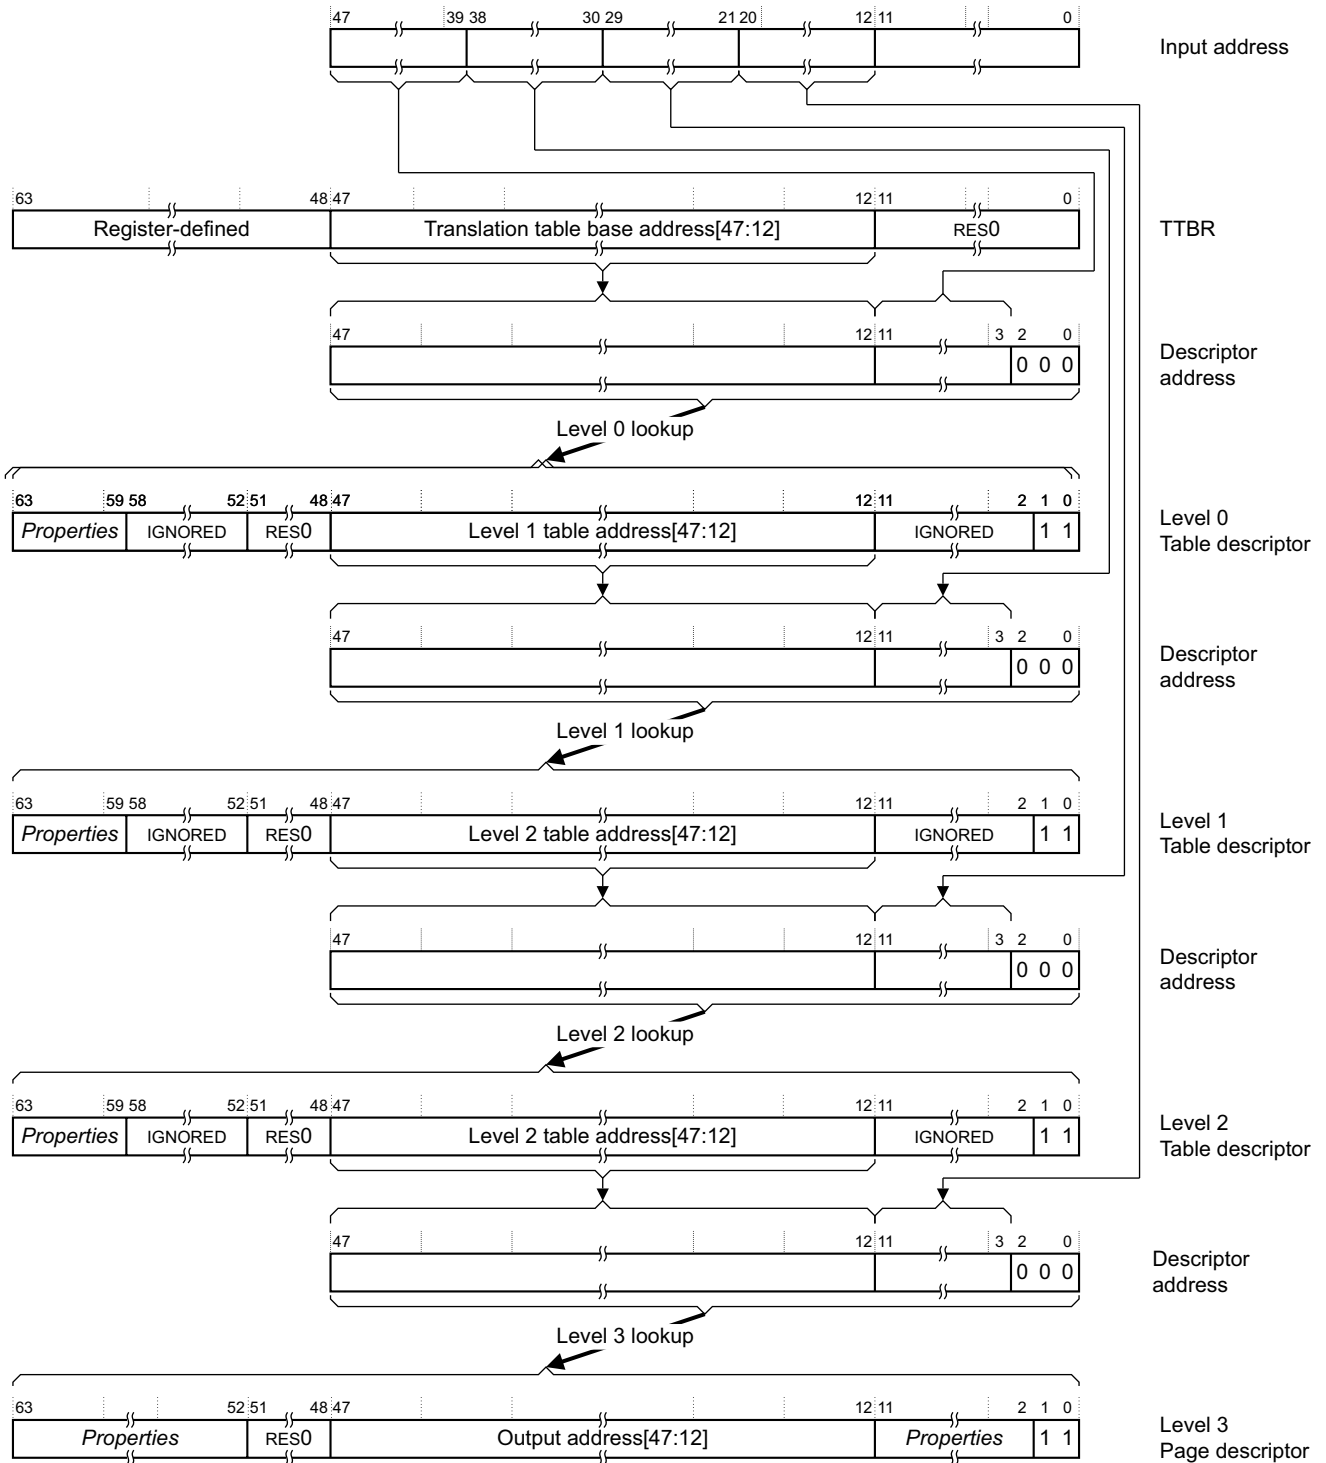 47 39 38 30 29 21 20 12 11 0
Input address
63 48 47 12 11 0
Register-defined Translation table base address[47:12] RES0 TTBR
47 12 11 3 2 0
0 0 0
Descriptor
address
Level 0 lookup
63 59 58 52 51 48 47 12 11 2 1 0
Properties IGNORED RES0 Level 1 table address[47:12] IGNORED 1 1
Level 0
Table descriptor
47 12 11 3 2 0
0 0 0
Descriptor
address
Level 1 lookup
63 59 58 52 51 48 47 12 11 2 1 0
Properties IGNORED RES0 Level 2 table address[47:12] IGNORED 1 1
Level 1
Table descriptor
47 12 11 3 2 0
0 0 0
Descriptor
address
Level 2 lookup
63 59 58 52 51 48 47 12 11 2 1 0
Properties IGNORED RES0 Level 2 table address[47:12] IGNORED 1 1
Level 2
Table descriptor
47 12 11 3 2 0
0 0 0
Descriptor
address
Level 3 lookup
63 52 51 48 47 12 11 2 1 0
Properties RES0 Output address[47:12] Properties 1 1
Level 3
Page descriptor